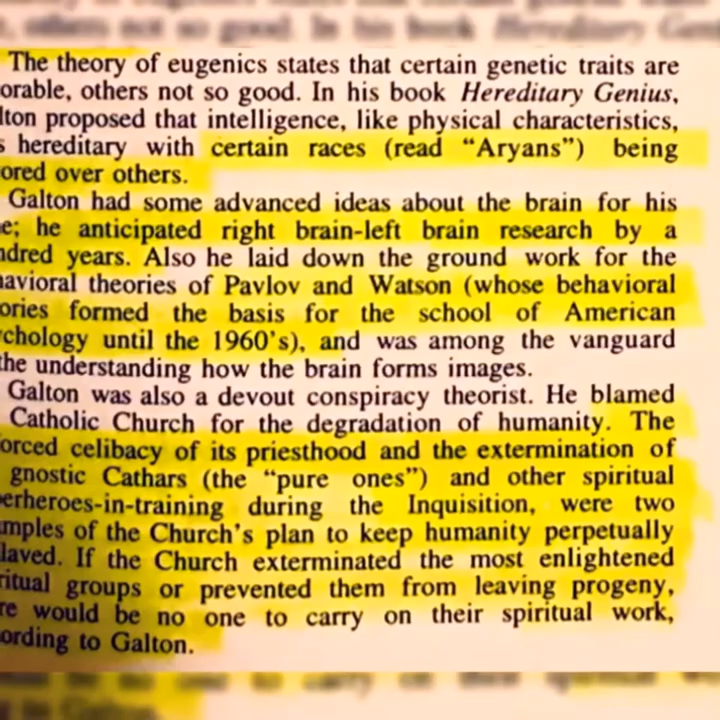 others not so good. In his book Hereditary
The theory of eugenics states that certain genetic traits are
orable, others not so good. In his book Hereditary Genius,
lton proposed that intelligence, like physical characteristics,
s hereditary with certain races (read “Aryans”) being
ored over others.
Galton had some advanced ideas about the brain for his
e; he anticipated right brain-left brain research by a
ndred years. Also he laid down the ground work for the
avioral theories of Pavlov and Watson (whose behavioral
ories formed the basis for the school of American
chology until the 1960’s), and was among the vanguard
the understanding how the brain forms images.
Galton was also a devout conspiracy theorist. He blamed
Catholic Church for the degradation of humanity. The
orced celibacy of its priesthood and the extermination of
gnostic Cathars (the “pure ones”) and other spiritual
erheroes-in-training during the Inquisition, were two
mples of the Church’s plan to keep humanity perpetually
laved. If the Church exterminated the most enlightened
ritual groups or prevented them from leaving progeny,
re would be no one to carry on their spiritual work,
ording to Galton.